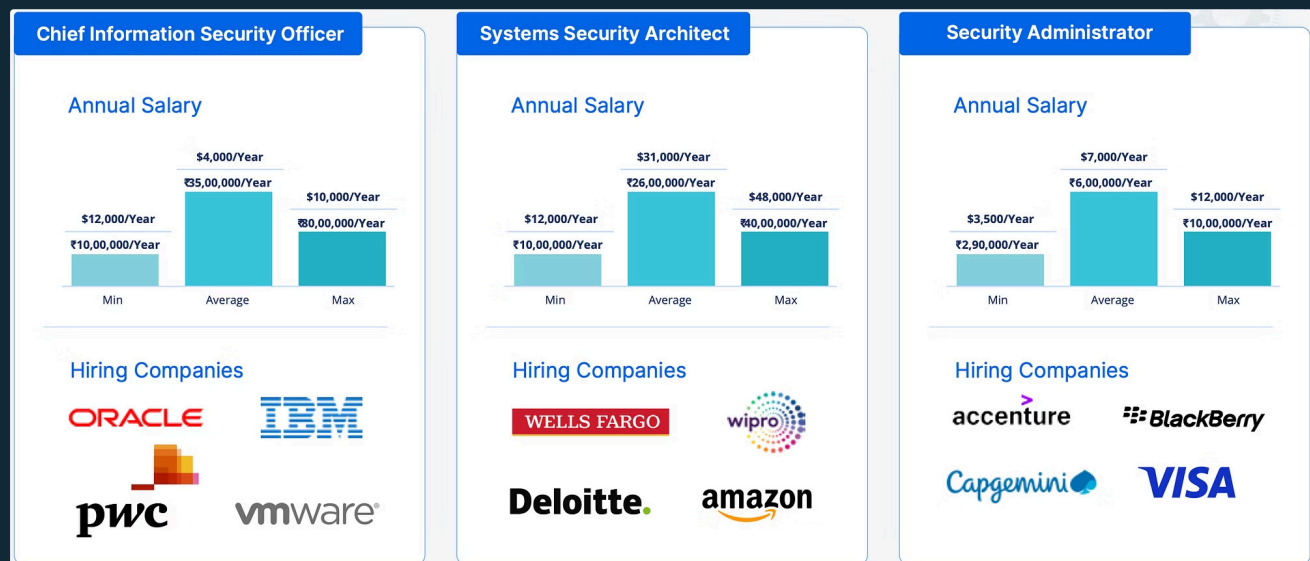 Chief Information Security Officer
Annual Salary
$4,000/Year
₹35,00,000/Year
$10,000/Year
$12,000/Year
₹80,00,000/Year
₹10,00,000/Year
Min
Average
Max
Hiring Companies
ORACLE
IBM
pwc
vmware®
Systems Security Architect
Annual Salary
$31,000/Year
₹26,00,000/Year
$48,000/Year
$12,000/Year
₹40,00,000/Year
₹10,00,000/Year
Min
Average
Max
Hiring Companies
WELLS FARGO
wipro
Deloitte.
amazon
Security Administrator
Annual Salary
$7,000/Year
₹6,00,000/Year
$12,000/Year
$3,500/Year
₹10,00,000/Year
₹2,90,000/Year
Min
Average
Max
Hiring Companies
accenture
BlackBerry
Capgemini
VISA